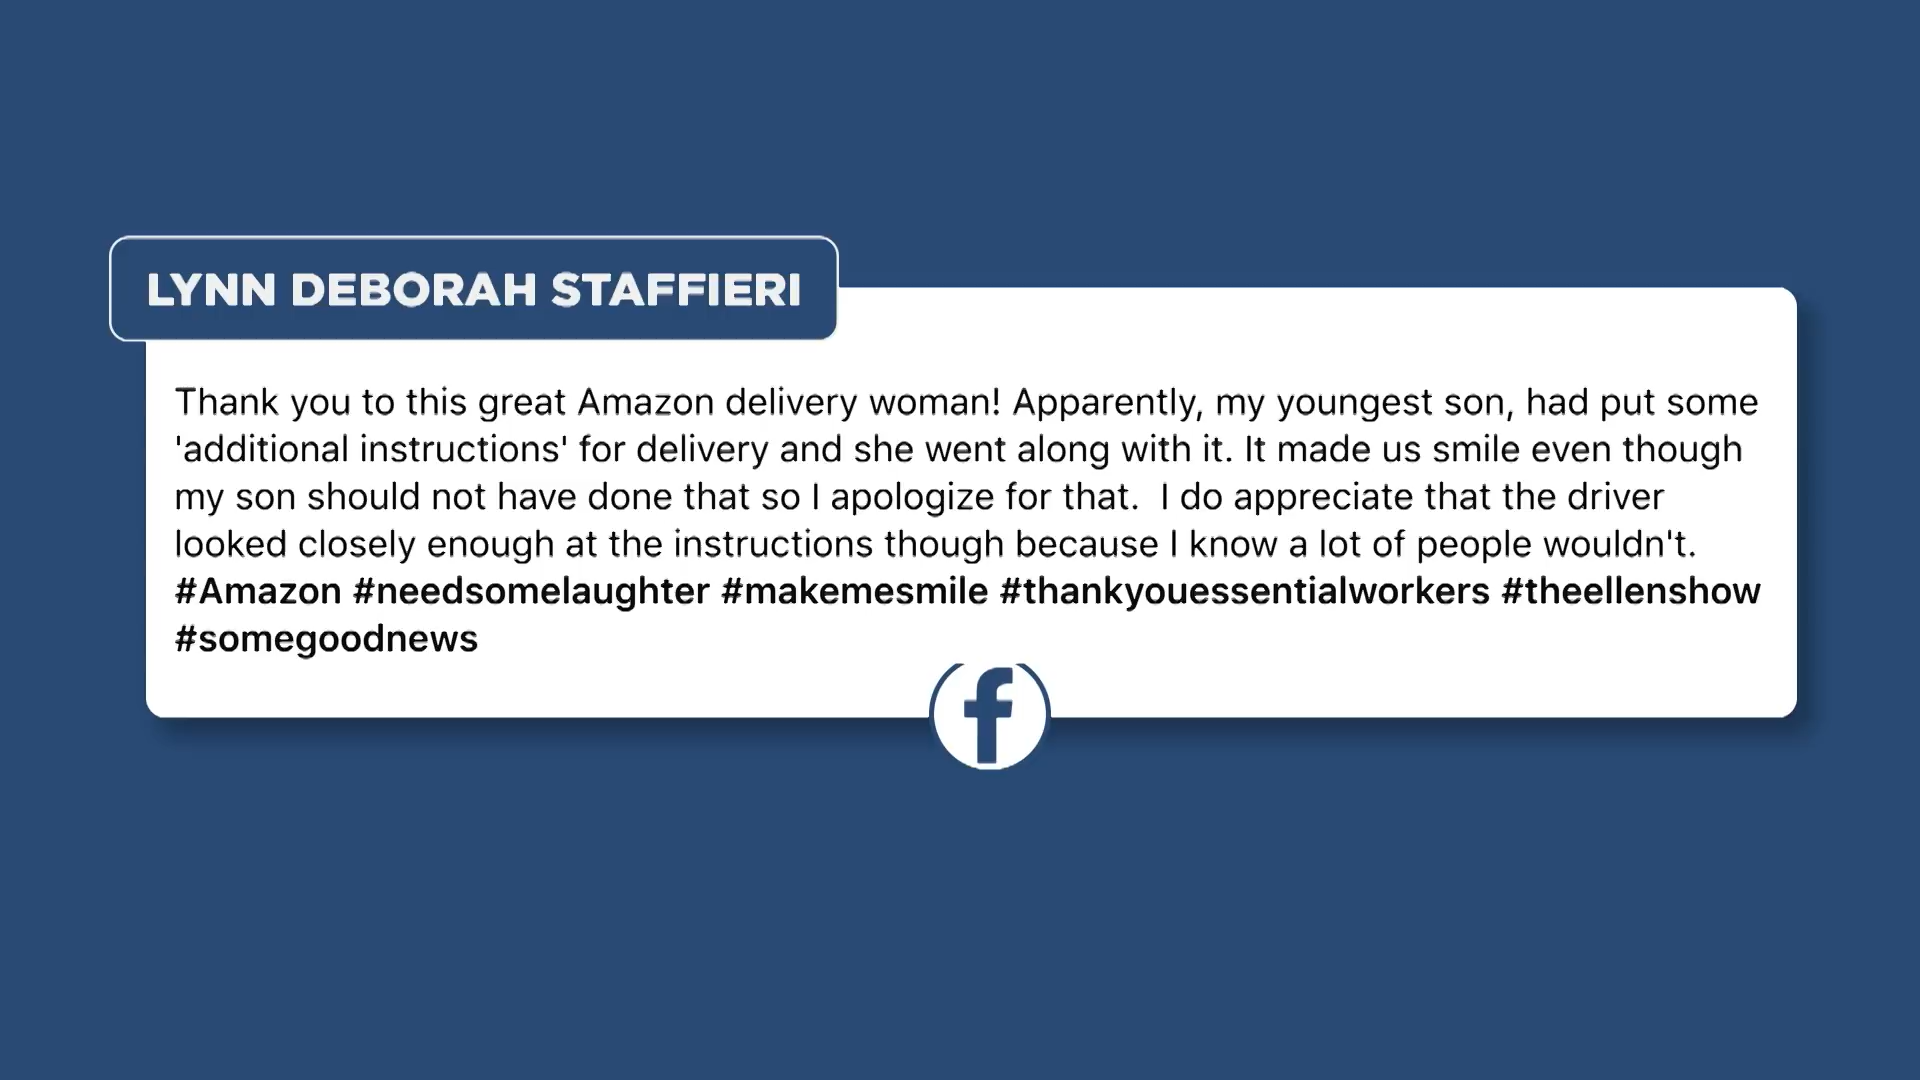 LYNN DEBORAH STAFFIERI
Thank you to this great Amazon delivery woman! Apparently, my youngest son, had put some
'additional instructions' for delivery and she went along with it. It made us smile even though
my son should not have done that so I apologize for that.  I do appreciate that the driver
looked closely enough at the instructions though because I know a lot of people wouldn't.
#Amazon #needsomelaughter #makemesmile #thankyouessentialworkers #theellenshow
#somegoodnews
f